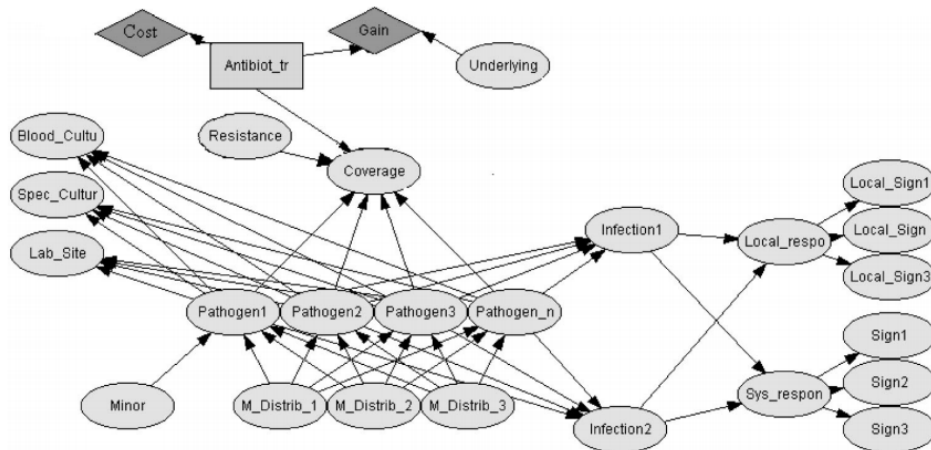 Cost
Gain
Antibiot_tr
Underlying
Blood_Cultu
Resistance
Coverage
Spec_Cultur
Local_Sign1
Infection1
Local_respo
Local_Sign
Lab_Site
Local_Sign3
Pathogen1
Pathogen2
Pathogen3
Pathogen_n
Sign1
Minor
M_Distrib_1
M_Distrib_2
M_Distrib_3
Sys_respon
Sign2
Infection2
Sign3